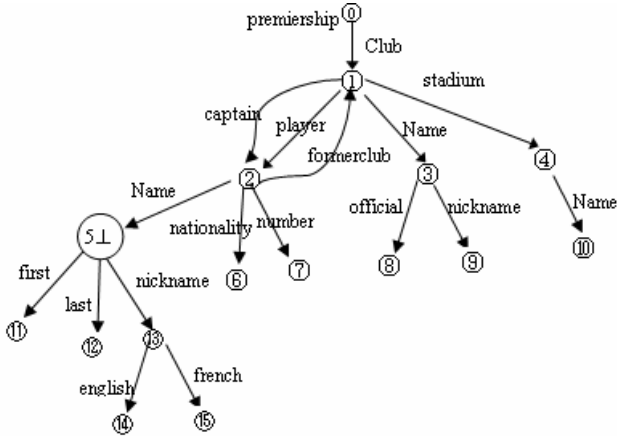 premiership 0
Club
1
stadium
captain
player
Name
formerclub
4
2
3
Name
official
nickname
Name
nationality
number
5⊥
10
8
9
6
7
first
last
nickname
11
12
13
english
french
14
15